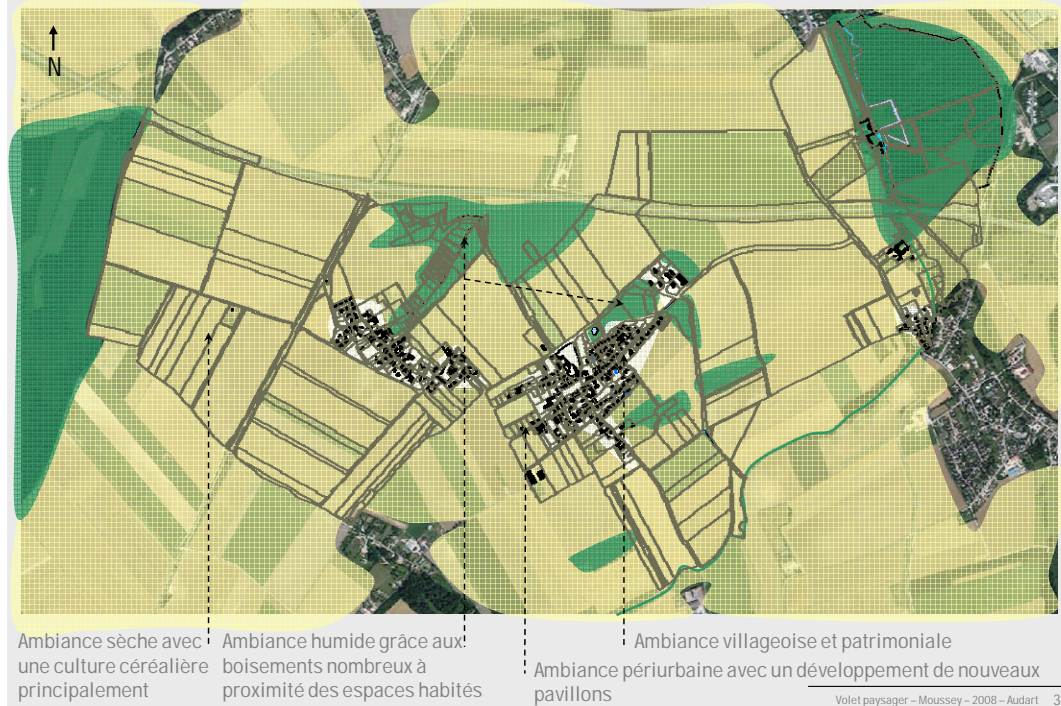 N
Ambiance sèche avec
une culture céréalière
principalement
Ambiance humide grâce aux
boisements nombreux à
proximité des espaces habités
Ambiance villageoise et patrimoniale
Ambiance périurbaine avec un développement de nouveaux
pavillons
Volet paysager – Moussey – 2008 – Audart 3